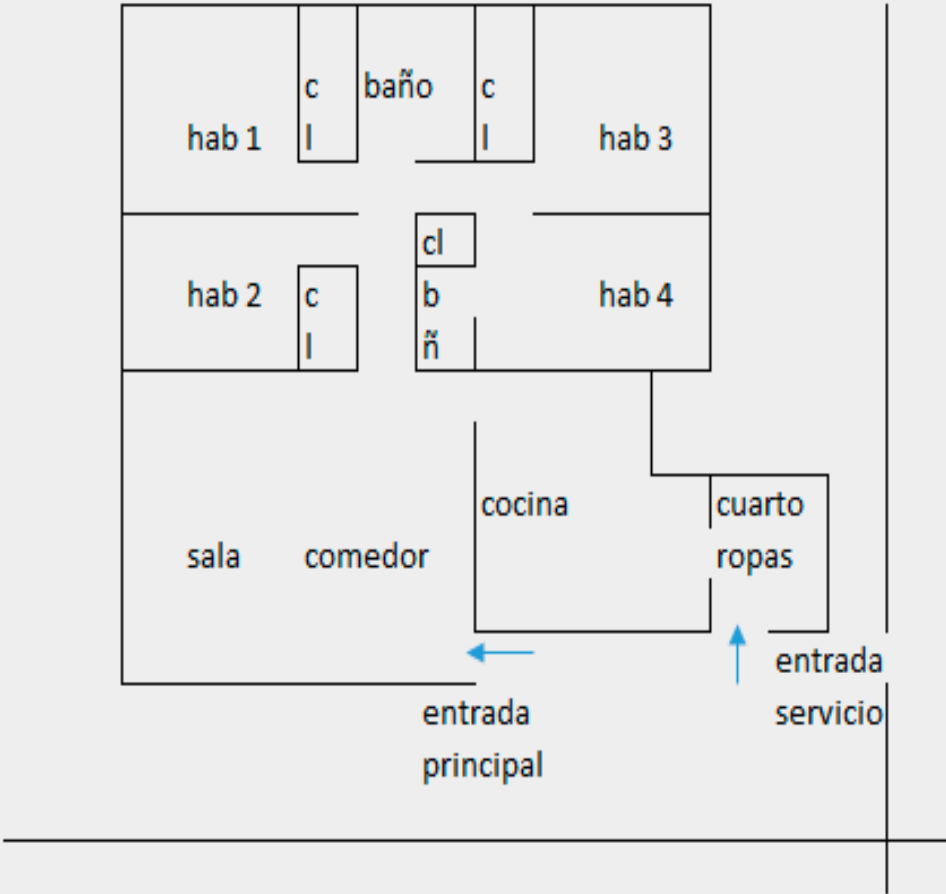 c baño c
hab 1 l l hab 3
cl
hab 2 c b hab 4
l ñ
cocina cuarto
sala comedor ropas
entrada
entrada servicio
principal